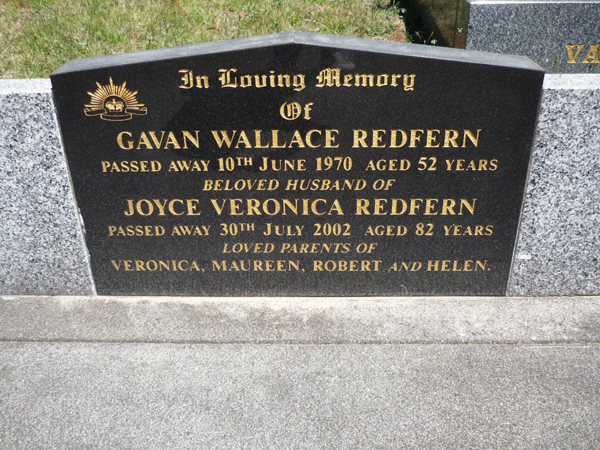 In Loving Memory
Of
GAVAN WALLACE REDFERN
PASSED AWAY 10TH JUNE 1970 AGED 52 YEARS
BELOVED HUSBAND OF
JOYCE VERONICA REDFERN
PASSED AWAY 30TH JULY 2002 AGED 82 YEARS
LOVED PARENTS OF
VERONICA, MAUREEN, ROBERT AND HELEN.
VA